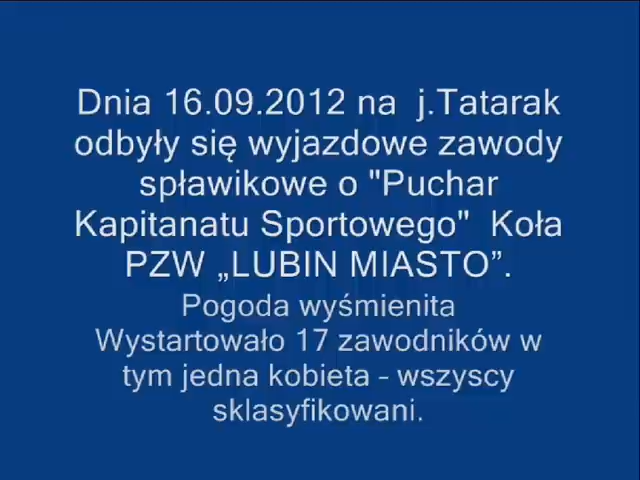 Dnia 16.09.2012 na  j.Tatarak
odbyły się wyjazdowe zawody
spławikowe o "Puchar
Kapitanatu Sportowego"  Koła
PZW „LUBIN MIASTO”.
Pogoda wyśmienita
Wystartowało 17 zawodników w
tym jedna kobieta - wszyscy
sklasyfikowani.